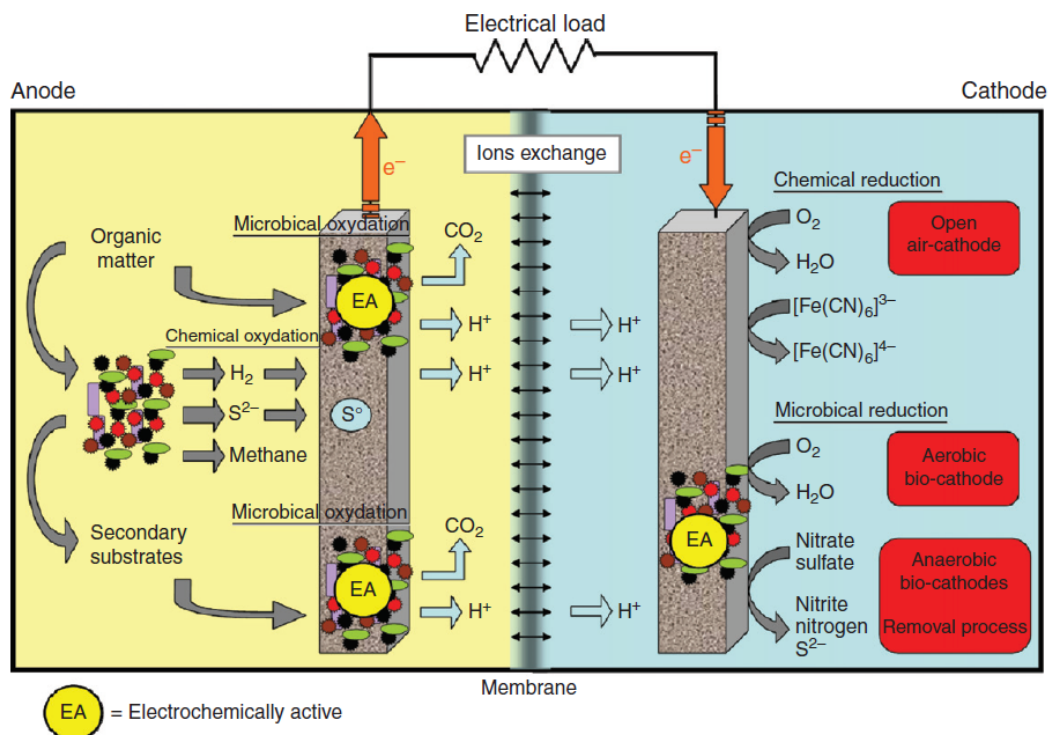 Electrical load
Anode
Cathode
e–
Ions exchange
e–
Microbical oxydation
Organic
matter
EA
CO2
H+
Chemical oxydation
H2
H+
S2–
S°
Methane
Microbical oxydation
Secondary
substrates
EA
CO2
H+
H+
H+
H+
Chemical reduction
O2
H2O
Open
air-cathode
[Fe(CN)6]3–
[Fe(CN)6]4–
Microbical reduction
O2
H2O
Aerobic
bio-cathode
EA
Nitrate
sulfate
Nitrite
nitrogen
S2–
Anaerobic
bio-cathodes
Removal process
Membrane
EA = Electrochemically active